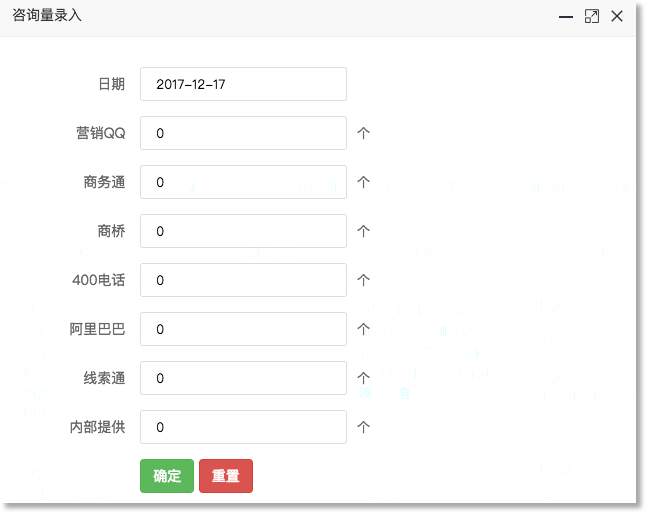 咨询量录入
日期 2017-12-17
营销QQ 0 个
商务通 0 个
商桥 0 个
400电话 0 个
阿里巴巴 0 个
线索通 0 个
内部提供 0 个
确定 重置